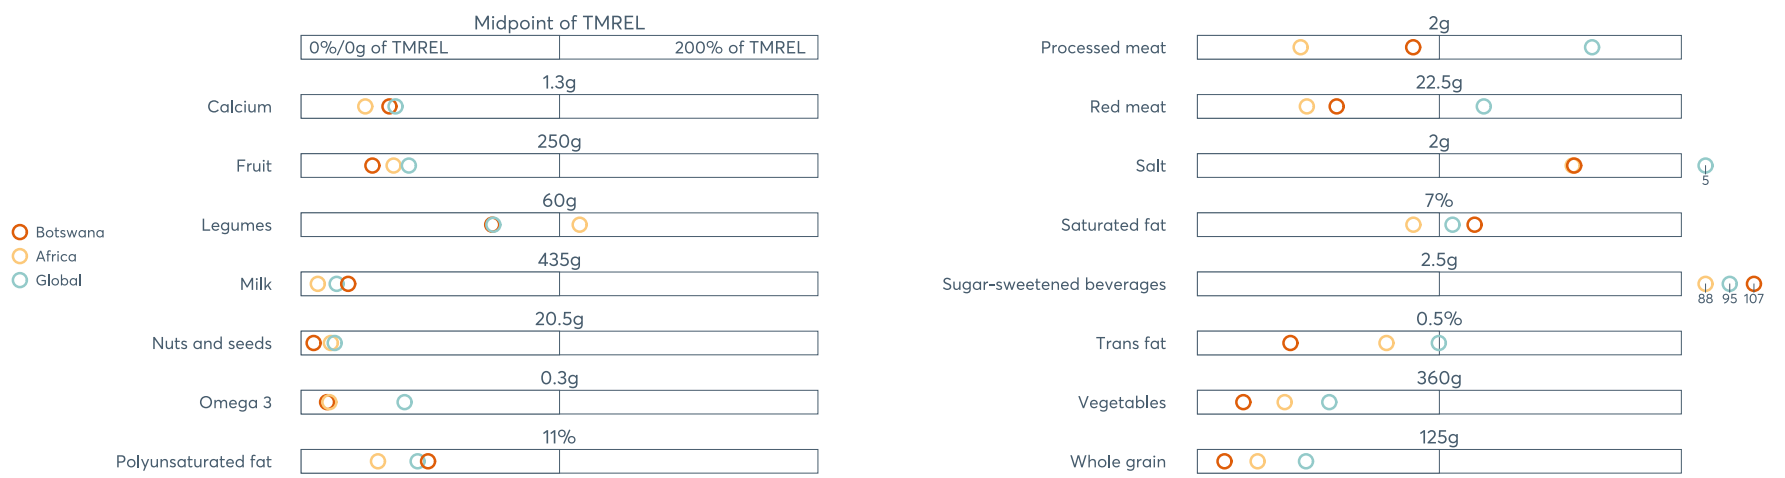 Midpoint of TMREL
0%/0g of TMREL 200% of TMREL
1.3g
Calcium
250g
Fruit
60g
Legumes
435g
Milk
20.5g
Nuts and seeds
0.3g
Omega 3
11%
Polyunsaturated fat
Botswana
Africa
Global
2g
Processed meat
22.5g
Red meat
2g
Salt
5
7%
Saturated fat
2.5g
Sugar-sweetened beverages
88 95 107
0.5%
Trans fat
360g
Vegetables
125g
Whole grain